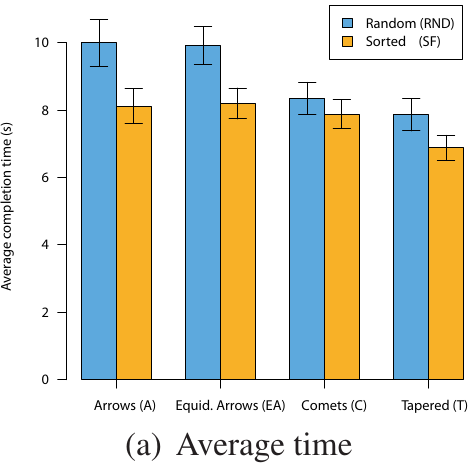 Random (RND)
Sorted (SF)
Average completion time (s)
10
8
6
4
2
0
Arrows (A) Equid. Arrows (EA) Comets (C) Tapered (T)
(a) Average time